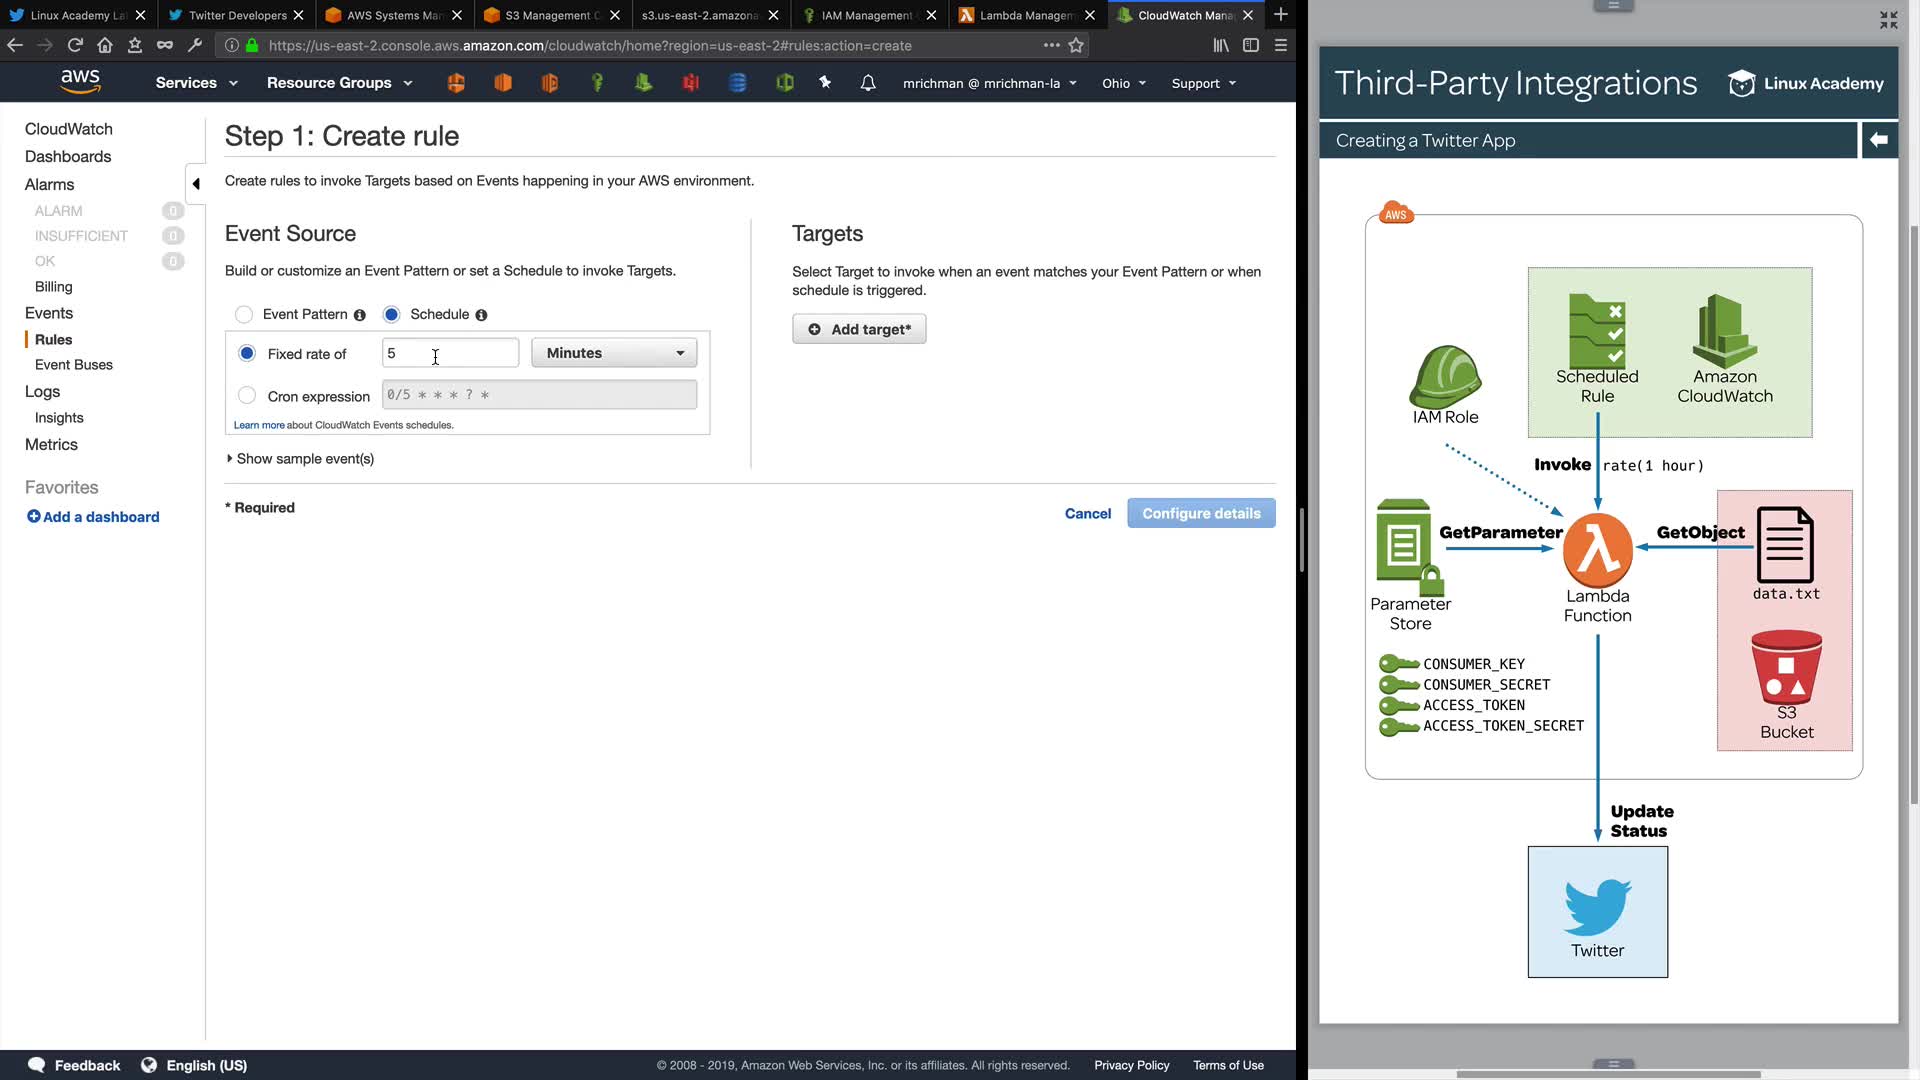 Linux Academy La
Twitter Developers
AWS Systems Man
S3 Management C
s3.us-east-2.amazona
IAM Management
Lambda Managem
CloudWatch Mana
https://us-east-2.console.aws.amazon.com/cloudwatch/home?region=us-east-2#rules:action=create
aws
Services
Resource Groups
mrichman @ mrichman-la
Ohio
Support
CloudWatch
Dashboards
Alarms
ALARM 0
INSUFFICIENT 0
OK 0
Billing
Events
Rules
Event Buses
Logs
Insights
Metrics
Favorites
Add a dashboard
Step 1: Create rule
Create rules to invoke Targets based on Events happening in your AWS environment.
Event Source
Build or customize an Event Pattern or set a Schedule to invoke Targets.
Event Pattern
Schedule
Fixed rate of
5
Minutes
Cron expression
0/5 * * * ? *
Learn more about CloudWatch Events schedules.
Show sample event(s)
Targets
Select Target to invoke when an event matches your Event Pattern or when
schedule is triggered.
Add target*
* Required
Cancel
Configure details
Feedback
English (US)
© 2008 - 2019, Amazon Web Services, Inc. or its affiliates. All rights reserved.
Privacy Policy
Terms of Use
Third-Party Integrations
Linux Academy
Creating a Twitter App
AWS
Scheduled
Rule
Amazon
CloudWatch
IAM Role
Invoke
rate(1 hour)
GetParameter
GetObject
Parameter
Store
Lambda
Function
data.txt
S3
Bucket
CONSUMER_KEY
CONSUMER_SECRET
ACCESS_TOKEN
ACCESS_TOKEN_SECRET
Update
Status
Twitter